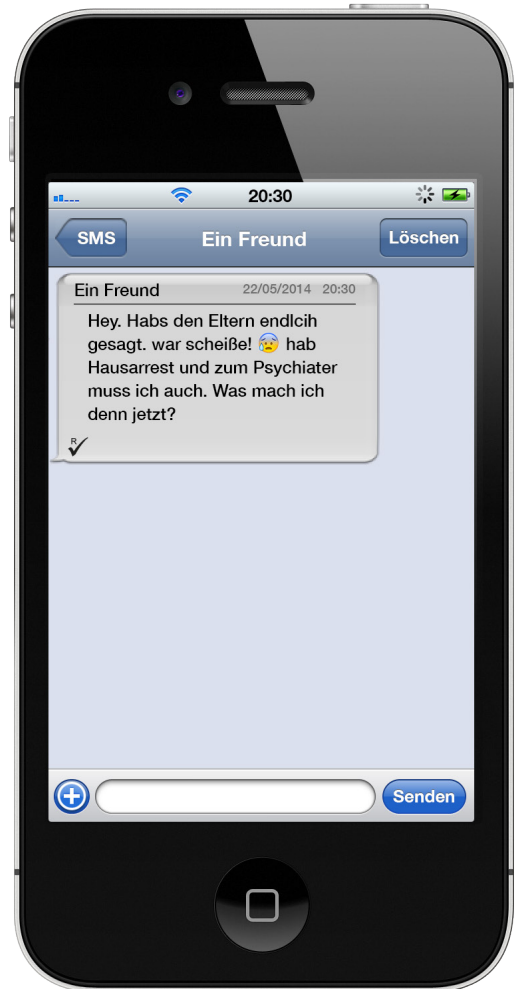 20:30
SMS
Ein Freund
Löschen
Ein Freund 22/05/2014 20:30
Hey. Habs den Eltern endlcih
gesagt. war scheiße! 😰 hab
Hausarrest und zum Psychiater
muss ich auch. Was mach ich
denn jetzt?
R
Senden